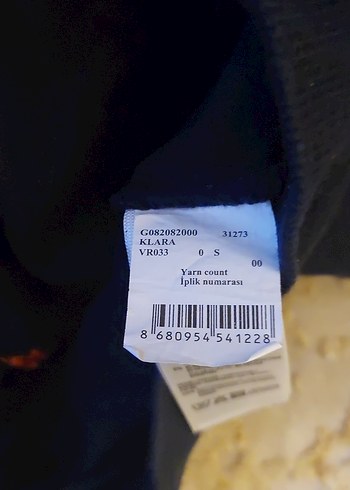 G082082000 31273
KLARA
VR033 0 S
00
Yarn count
İplik numarası
8 680954 541228